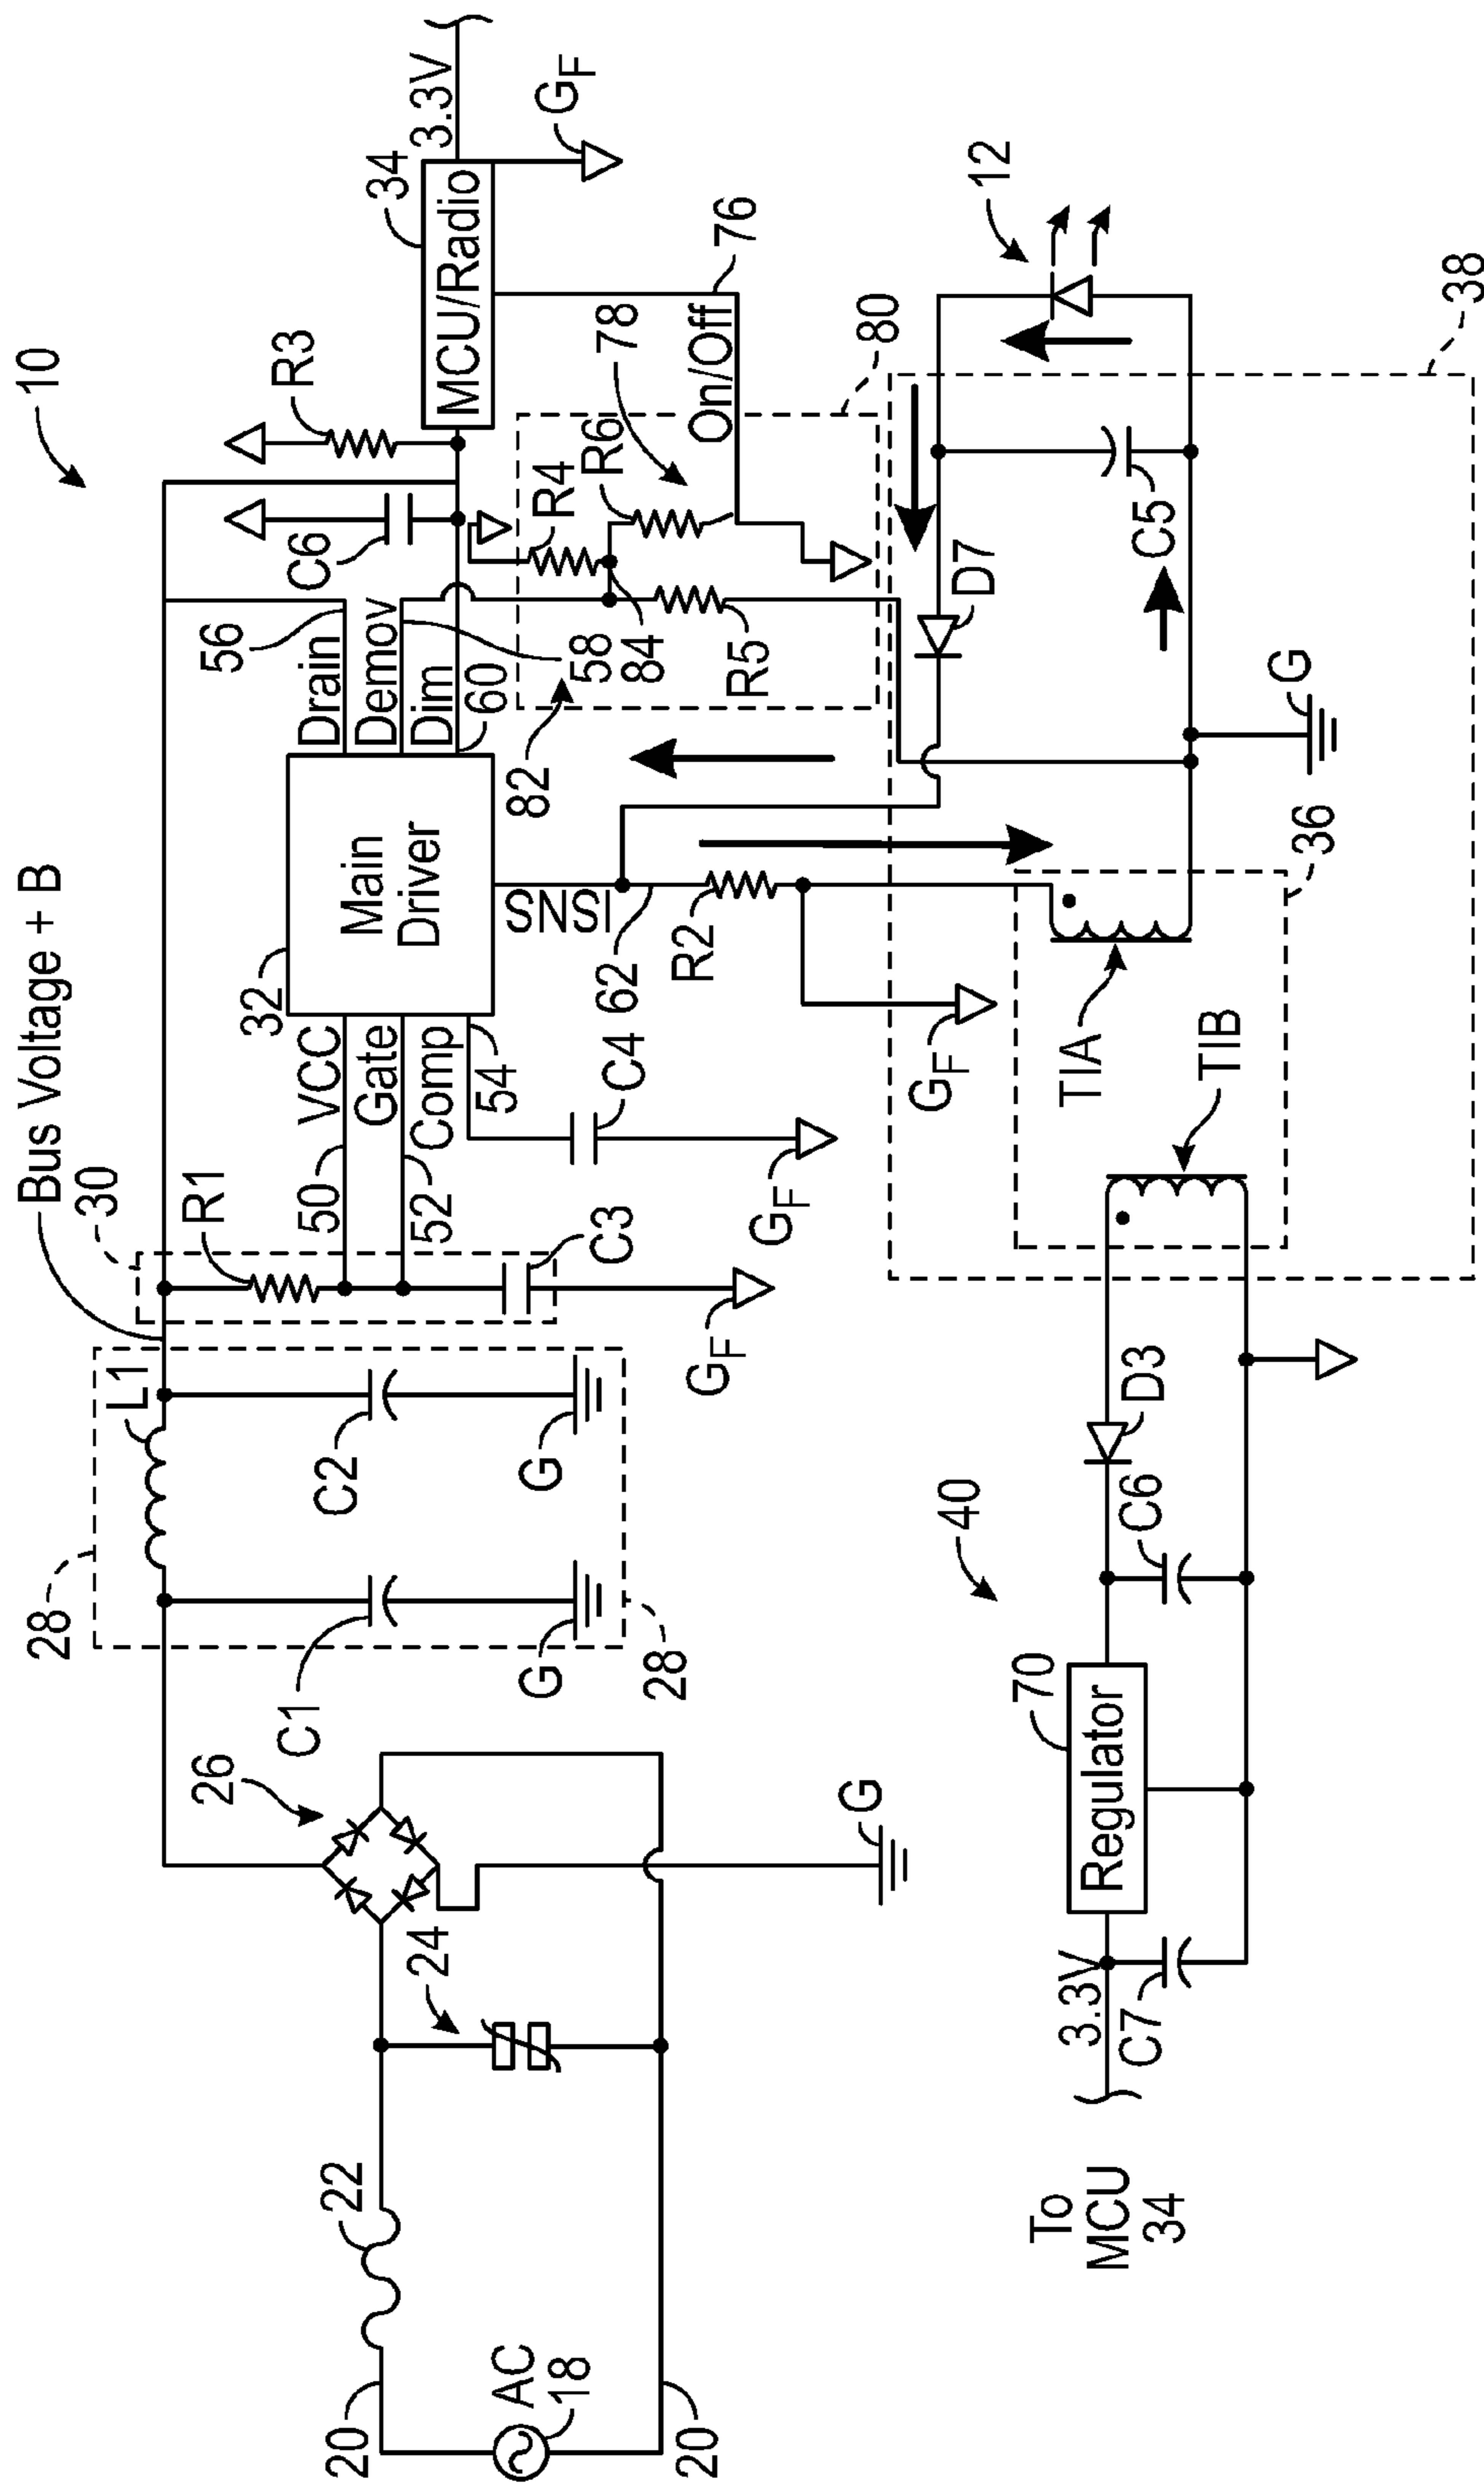 10
Bus Voltage + B
30
28
L1
R1
C1
C2
G
G
28
C3
GF
26
24
22
20
AC
18
20
G
32
VCC
50
Gate
52
Comp
54
C4
GF
Main
Driver
Drain
56
Demov
58
Dim
60
SNSI
62
R2
GF
C6
R3
34
MCU/Radio
3.3V
GF
R4
R6
78
On/Off
76
80
84
82
R5
12
D7
C5
G
38
36
TIA
TIB
D3
40
C6
70
Regulator
3.3V
C7
To
MCU
34